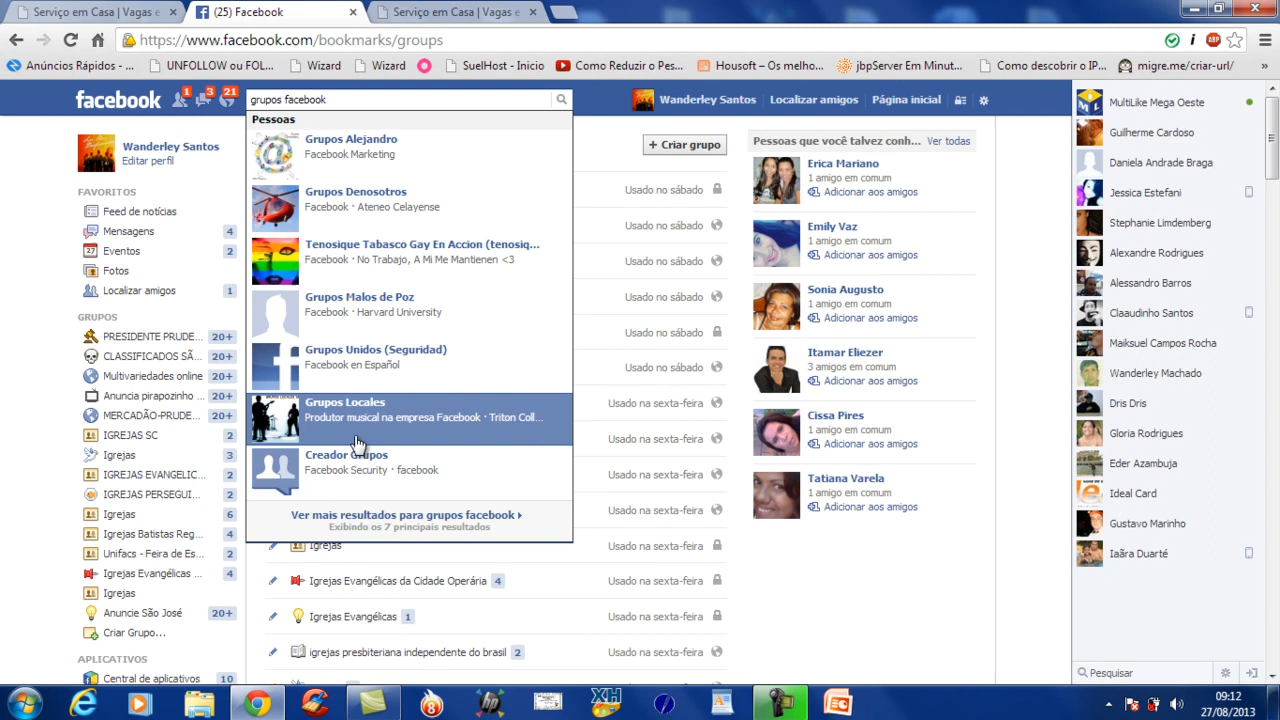 Serviço em Casa | Vagas e
(25) Facebook
Serviço em Casa | Vagas e
https://www.facebook.com/bookmarks/groups
ABP
Anúncios Rápidos - ...
UNFOLLOW ou FOL...
Wizard
Wizard
SuelHost - Inicio
Como Reduzir o Pes...
Housoft – Os melho...
jbpServer Em Minut...
Como descobrir o IP...
migre.me/criar-url/
»
facebook
1
3
21
grupos facebook
Wanderley Santos
Localizar amigos
Página inicial
Wanderley Santos
Editar perfil
FAVORITOS
Feed de notícias
Mensagens 4
Eventos 2
Fotos
Localizar amigos 1
GRUPOS
PRESIDENTE PRUDE... 20+
CLASSIFICADOS SÃ... 20+
Multivariedades online 20+
Anuncia pirapozinho 20+
MERCADÃO-PRUDE... 20+
IGREJAS SC 2
Igrejas 3
IGREJAS EVANGELIC... 2
IGREJAS PERSEGUI... 2
Igrejas 6
Igrejas Batistas Reg... 4
Unifacs - Feira de Es... 2
Igrejas Evangélicas ... 4
Igrejas
Anuncie São José 20+
Criar Grupo...
APLICATIVOS
Central de aplicativos 10
Pessoas
Grupos Alejandro
Facebook Marketing
Grupos Denosotros
Facebook · Ateneo Celayense
Tenosique Tabasco Gay En Accion (tenosiq...
Facebook · No Trabajo, A Mi Me Mantienen <3
Grupos Malos de Poz
Facebook · Harvard University
Grupos Unidos (Seguridad)
Facebook en Español
Grupos Locales
Produtor musical na empresa Facebook · Triton Coll...
Creador Grupos
Facebook Security · facebook
Ver mais resultados para grupos facebook
Exibindo os 7 principais resultados
+ Criar grupo
Usado no sábado
Usado no sábado
Usado no sábado
Usado no sábado
Usado no sábado
Usado no sábado
Usado na sexta-feira
Usado na sexta-feira
Usado na sexta-feira
Usado na sexta-feira
Igrejas Usado na sexta-feira
Igrejas Evangélicas da Cidade Operária 4 Usado na sexta-feira
Igrejas Evangélicas 1 Usado na sexta-feira
igrejas presbiteriana independente do brasil 2 Usado na sexta-feira
Pessoas que você talvez conh... Ver todas
Erica Mariano
1 amigo em comum
Adicionar aos amigos
Emily Vaz
1 amigo em comum
Adicionar aos amigos
Sonia Augusto
1 amigo em comum
Adicionar aos amigos
Itamar Eliezer
3 amigos em comum
Adicionar aos amigos
Cissa Pires
1 amigo em comum
Adicionar aos amigos
Tatiana Varela
1 amigo em comum
Adicionar aos amigos
MultiLike Mega Oeste
Guilherme Cardoso
Daniela Andrade Braga
Jessica Estefani
Stephanie Lindemberg
Alexandre Rodrigues
Alessandro Barros
Claaudinho Santos
Maiksuel Campos Rocha
Wanderley Machado
Dris Dris
Gloria Rodrigues
Eder Azambuja
Ideal Card
Gustavo Marinho
Iaãra Duarté
Pesquisar
09:12
27/08/2013